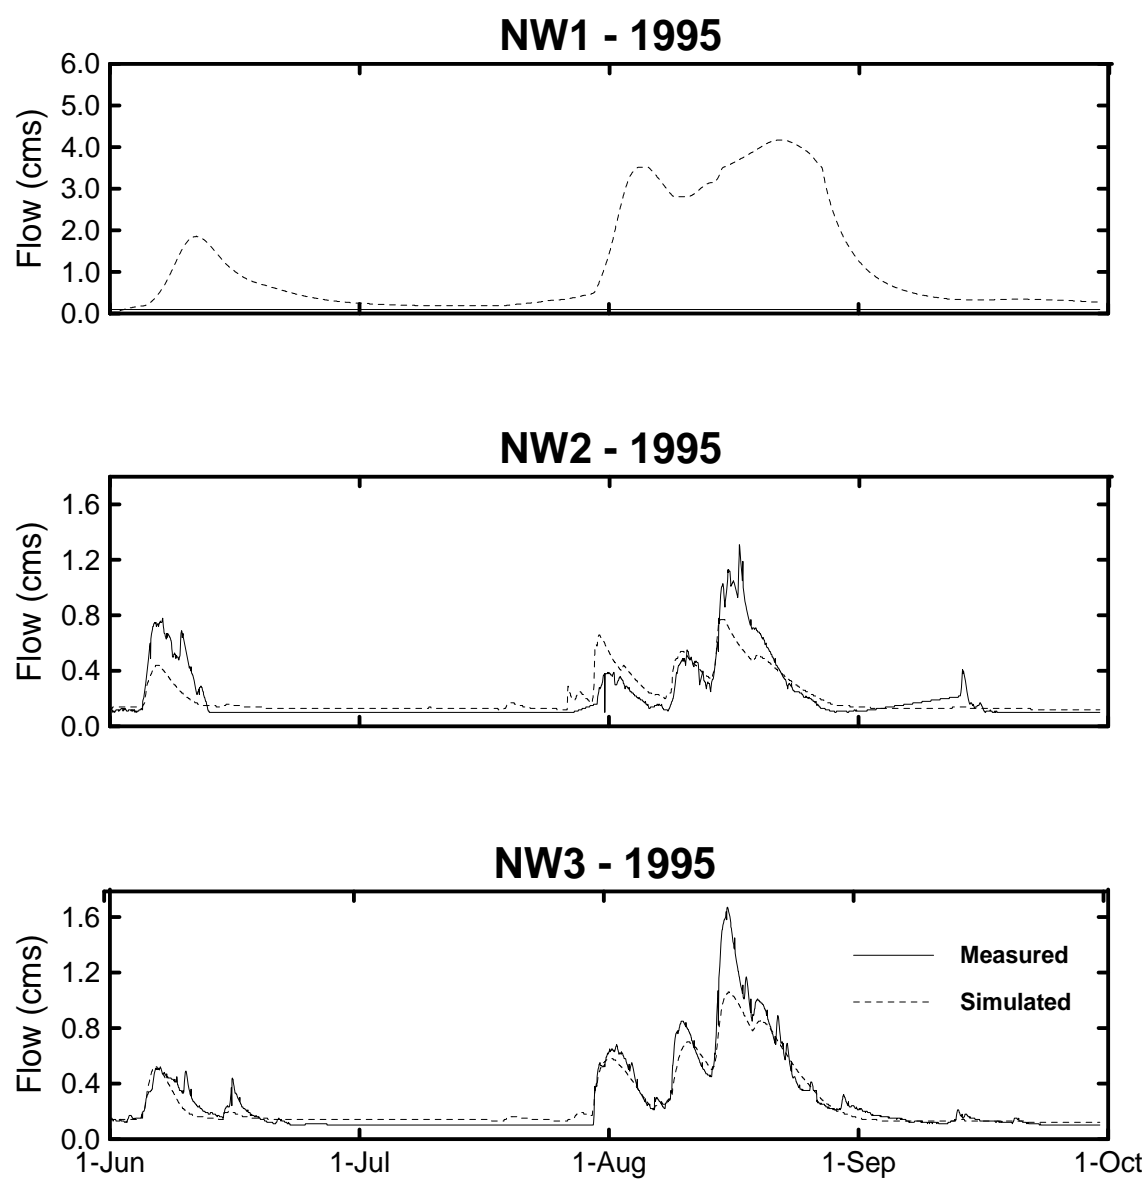 NW1 - 1995
6.0
5.0
4.0
3.0
2.0
1.0
0.0
Flow (cms)
NW2 - 1995
1.6
1.2
0.8
0.4
0.0
Flow (cms)
NW3 - 1995
1.6
1.2
0.8
0.4
0.0
Flow (cms)
Measured
Simulated
1-Jun 1-Jul 1-Aug 1-Sep 1-Oct